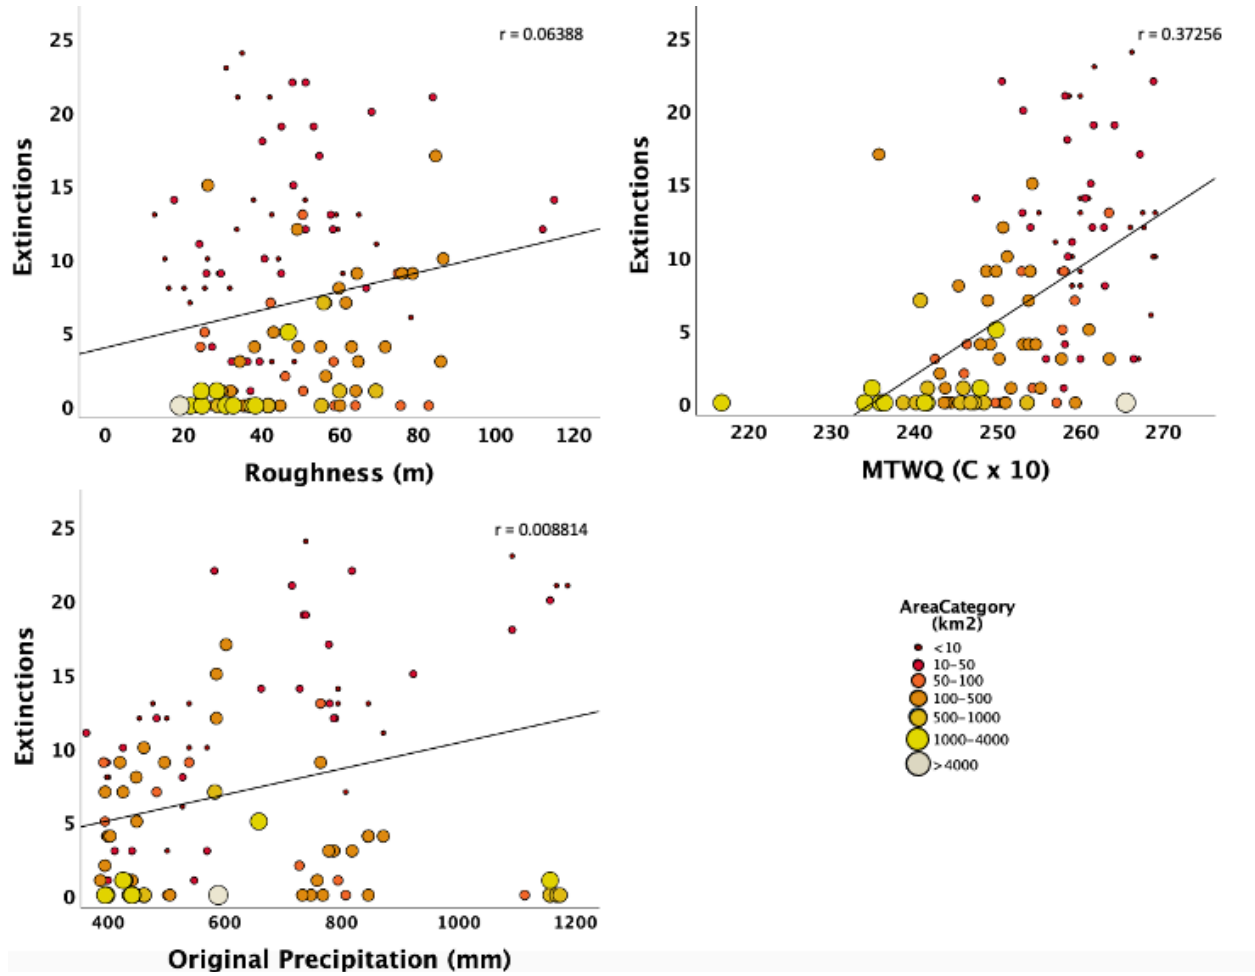 r = 0.06388
25
20
15
10
5
0
Extinctions
0 20 40 60 80 100 120
Roughness (m)
r = 0.37256
25
20
15
10
5
0
Extinctions
220 230 240 250 260 270
MTWQ (C x 10)
r = 0.008814
25
20
15
10
5
0
Extinctions
400 600 800 1000 1200
Original Precipitation (mm)
AreaCategory
(km2)
<10
10-50
50-100
100-500
500-1000
1000-4000
>4000